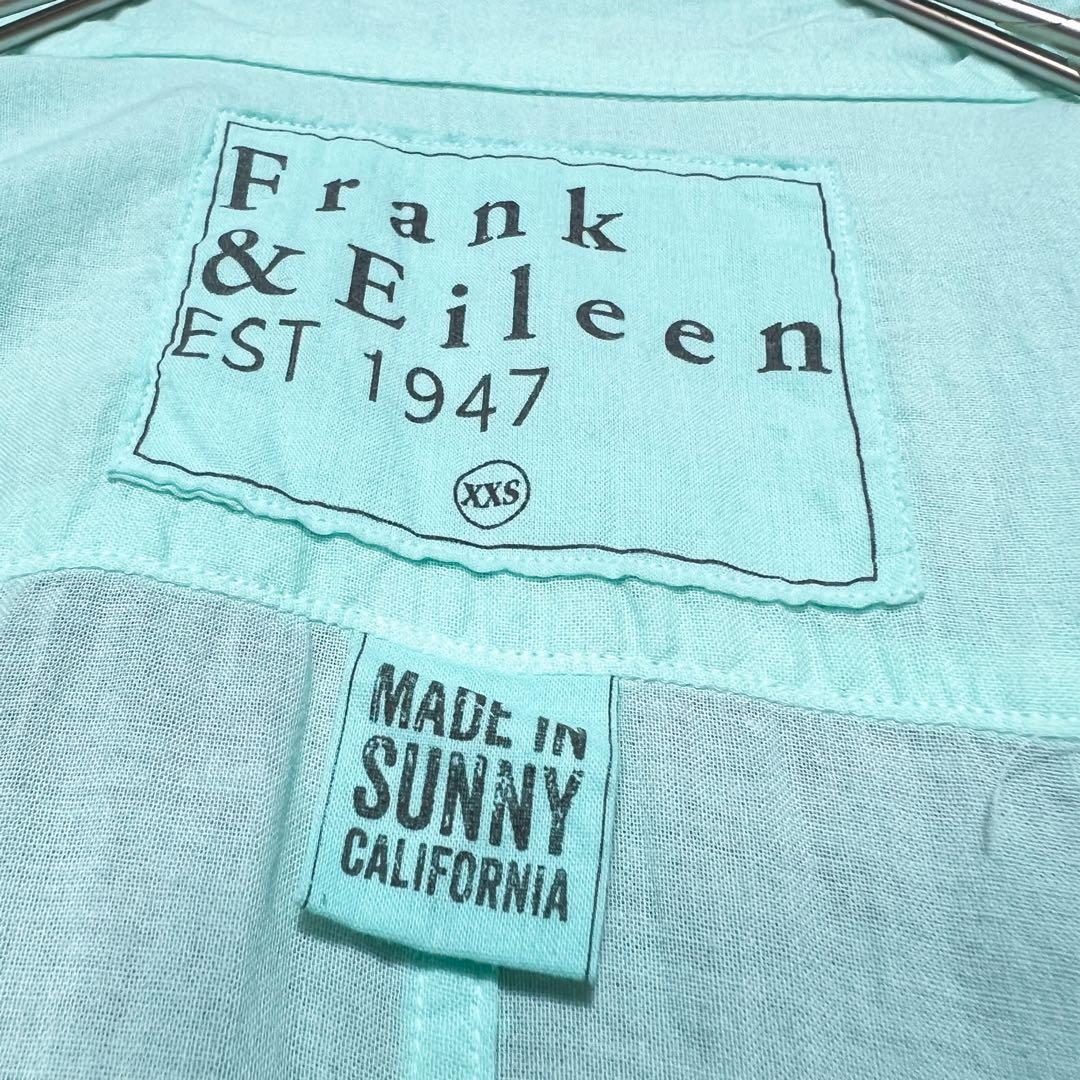 Frank
& Eileen
EST 1947
XXS
MADE IN
SUNNY
CALIFORNIA